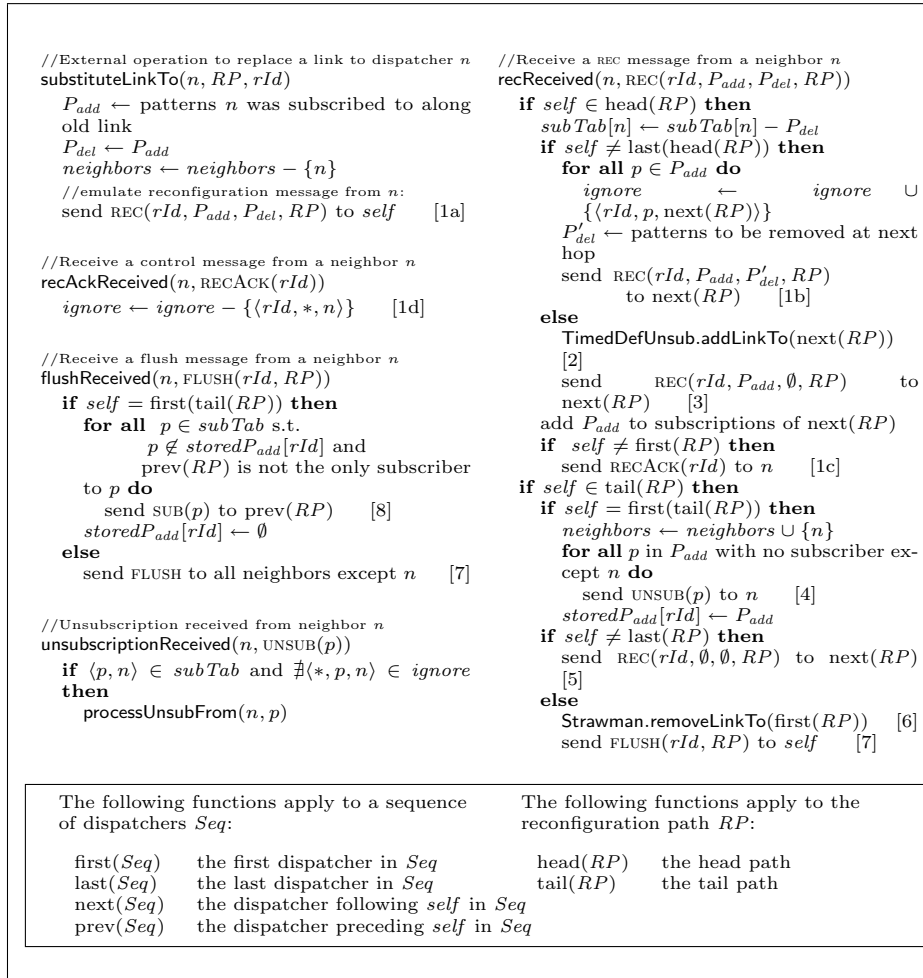 //External operation to replace a link to dispatcher n
substituteLinkTo(n, RP, rId)
P_add ← patterns n was subscribed to along
old link
P_del ← P_add
neighbors ← neighbors − {n}
//emulate reconfiguration message from n:
send REC(rId, P_add, P_del, RP) to self [1a]
//Receive a control message from a neighbor n
recAckReceived(n, RECACK(rId))
ignore ← ignore − {⟨rId, ∗, n⟩} [1d]
//Receive a flush message from a neighbor n
flushReceived(n, FLUSH(rId, RP))
if self = first(tail(RP)) then
for all p ∈ subTab s.t.
p ∉ storedP_add[rId] and
prev(RP) is not the only subscriber
to p do
send SUB(p) to prev(RP) [8]
storedP_add[rId] ← ∅
else
send FLUSH to all neighbors except n [7]
//Unsubscription received from neighbor n
unsubscriptionReceived(n, UNSUB(p))
if ⟨p, n⟩ ∈ subTab and ∄⟨∗, p, n⟩ ∈ ignore
then
processUnsubFrom(n, p)
//Receive a REC message from a neighbor n
recReceived(n, REC(rId, P_add, P_del, RP))
if self ∈ head(RP) then
subTab[n] ← subTab[n] − P_del
if self ≠ last(head(RP)) then
for all p ∈ P_add do
ignore ← ignore ∪
{⟨rId, p, next(RP)⟩}
P′_del ← patterns to be removed at next
hop
send REC(rId, P_add, P′_del, RP)
to next(RP) [1b]
else
TimedDefUnsub.addLinkTo(next(RP))
[2]
send REC(rId, P_add, ∅, RP) to
next(RP) [3]
add P_add to subscriptions of next(RP)
if self ≠ first(RP) then
send RECACK(rId) to n [1c]
if self ∈ tail(RP) then
if self = first(tail(RP)) then
neighbors ← neighbors ∪ {n}
for all p in P_add with no subscriber ex-
cept n do
send UNSUB(p) to n [4]
storedP_add[rId] ← P_add
if self ≠ last(RP) then
send REC(rId, ∅, ∅, RP) to next(RP)
[5]
else
Strawman.removeLinkTo(first(RP)) [6]
send FLUSH(rId, RP) to self [7]
The following functions apply to a sequence
of dispatchers Seq:
first(Seq) the first dispatcher in Seq
last(Seq) the last dispatcher in Seq
next(Seq) the dispatcher following self in Seq
prev(Seq) the dispatcher preceding self in Seq
The following functions apply to the
reconfiguration path RP:
head(RP) the head path
tail(RP) the tail path